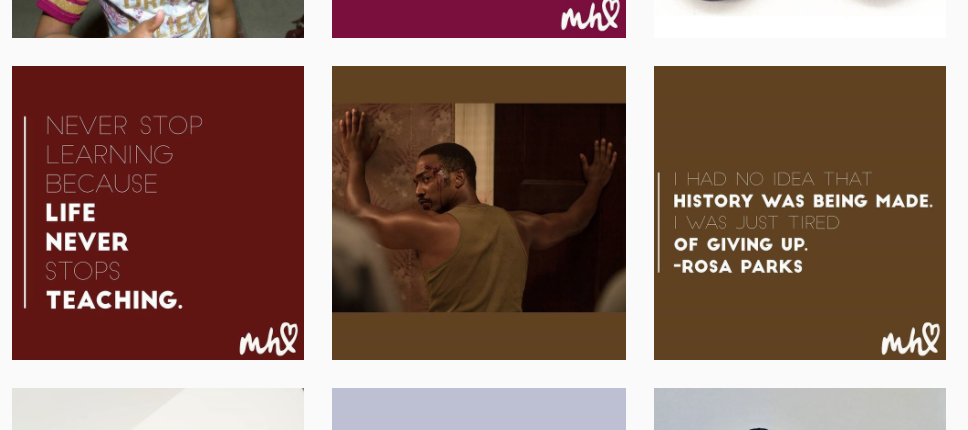 mh
NEVER STOP
LEARNING
BECAUSE
LIFE
NEVER
STOPS
TEACHING.
mh
I HAD NO IDEA THAT
HISTORY WAS BEING MADE.
I WAS JUST TIRED
OF GIVING UP.
-ROSA PARKS
mh